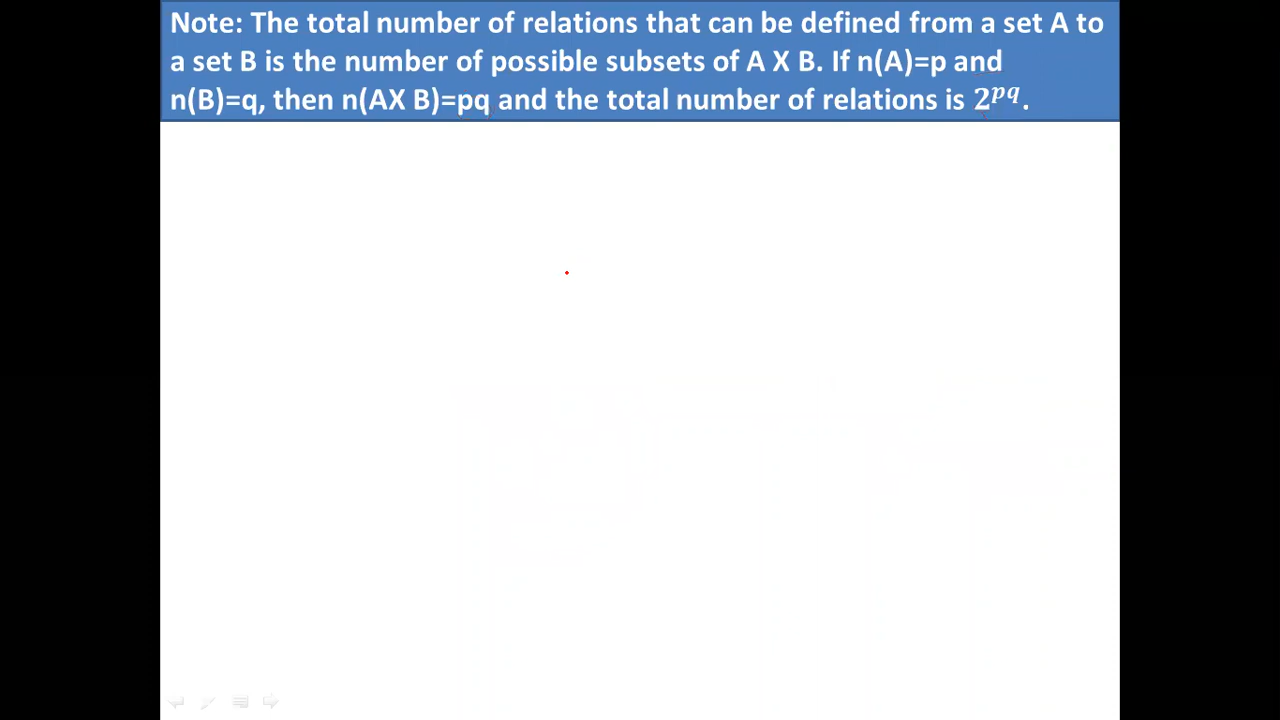 Note: The total number of relations that can be defined from a set A to
a set B is the number of possible subsets of A X B. If n(A)=p and
n(B)=q, then n(AX B)=pq and the total number of relations is $2^{pq}$.